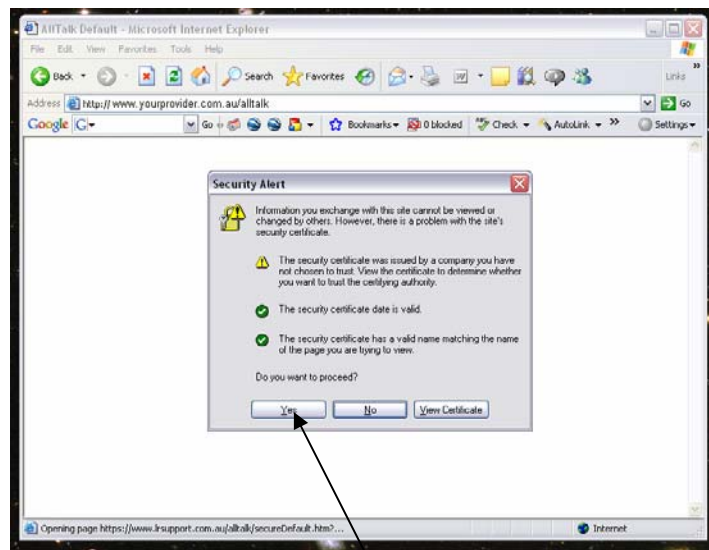 AllTalk Default - Microsoft Internet Explorer
File Edit View Favorites Tools Help
Back Search Favorites Links
Address http://www.yourprovider.com.au/alltalk Go
Google G Go Bookmarks 0 blocked Check AutoLink Settings
Security Alert
Information you exchange with this site cannot be viewed or
changed by others. However, there is a problem with the site's
security certificate.
The security certificate was issued by a company you have
not chosen to trust. View the certificate to determine whether
you want to trust the certifying authority.
The security certificate date is valid.
The security certificate has a valid name matching the name
of the page you are trying to view.
Do you want to proceed?
Yes No View Certificate
Opening page https://www.lrsupport.com.au/alltalk/secureDefault.htm?... Internet